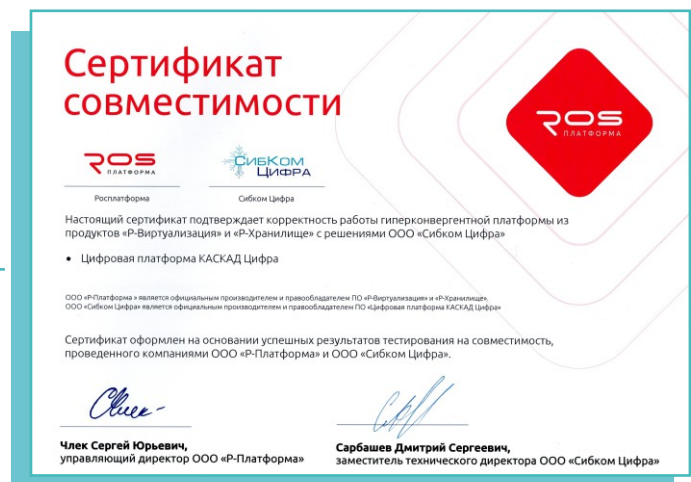 Сертификат
совместимости
ROS
ПЛАТФОРМА
ROS
ПЛАТФОРМА
СИБКОМ
ЦИФРА
Росплатформа
Сибком Цифра
Настоящий сертификат подтверждает корректность работы гиперконвергентной платформы из
продуктов «Р-Виртуализация» и «Р-Хранилище» с решениями ООО «Сибком Цифра»
• Цифровая платформа КАСКАД Цифра
ООО «Р-Платформа » является официальным производителем и правообладателем ПО «Р-Виртуализация» и «Р-Хранилище».
ООО «Сибком Цифра» является официальным производителем и правообладателем ПО «Цифровая платформа КАСКАД Цифра»
Сертификат оформлен на основании успешных результатов тестирования на совместимость,
проведенного компаниями ООО «Р-Платформа» и ООО «Сибком Цифра».
Члек Сергей Юрьевич,
управляющий директор ООО «Р-Платформа»
Сарбашев Дмитрий Сергеевич,
заместитель технического директора ООО «Сибком Цифра»